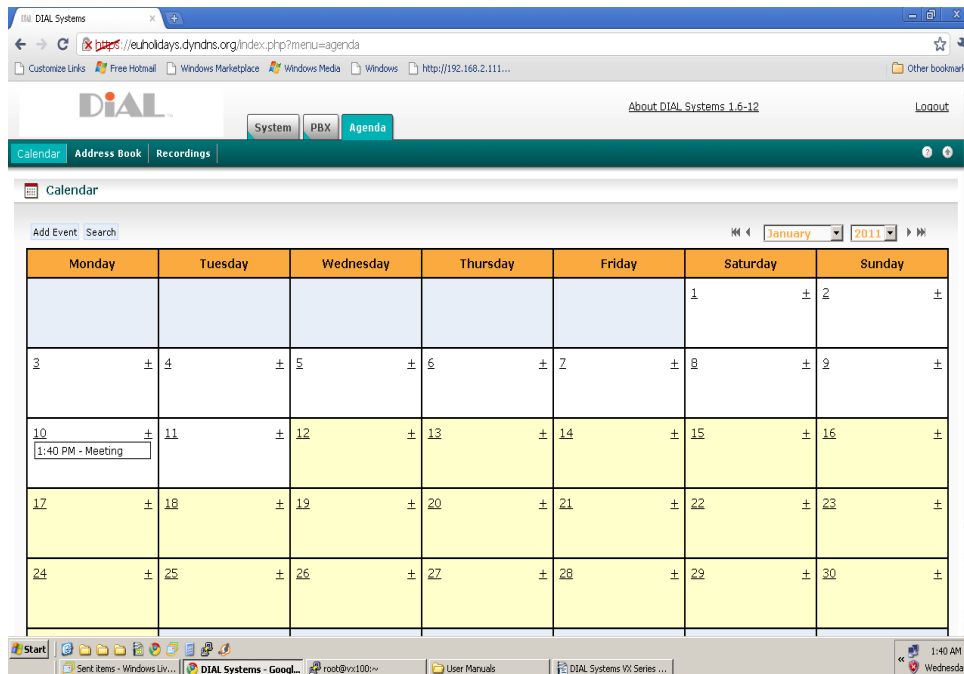 DIAL Systems
https://euholidays.dyndns.org/index.php?menu=agenda
Customize Links Free Hotmail Windows Marketplace Windows Media Windows http://192.168.2.111... Other bookmark
DiAL
System PBX Agenda
About DIAL Systems 1.6-12 Logout
Calendar Address Book Recordings
Calendar
Add Event Search January 2011
Monday Tuesday Wednesday Thursday Friday Saturday Sunday
1 + 2 +
3 + 4 + 5 + 6 + 7 + 8 + 9 +
10 + 11 + 12 + 13 + 14 + 15 + 16 +
1:40 PM - Meeting
17 + 18 + 19 + 20 + 21 + 22 + 23 +
24 + 25 + 26 + 27 + 28 + 29 + 30 +
Start 1:40 AM
Sent items - Windows Liv... DIAL Systems - Googl... root@vx100:~ User Manuals DIAL Systems VX Series ... Wednesda